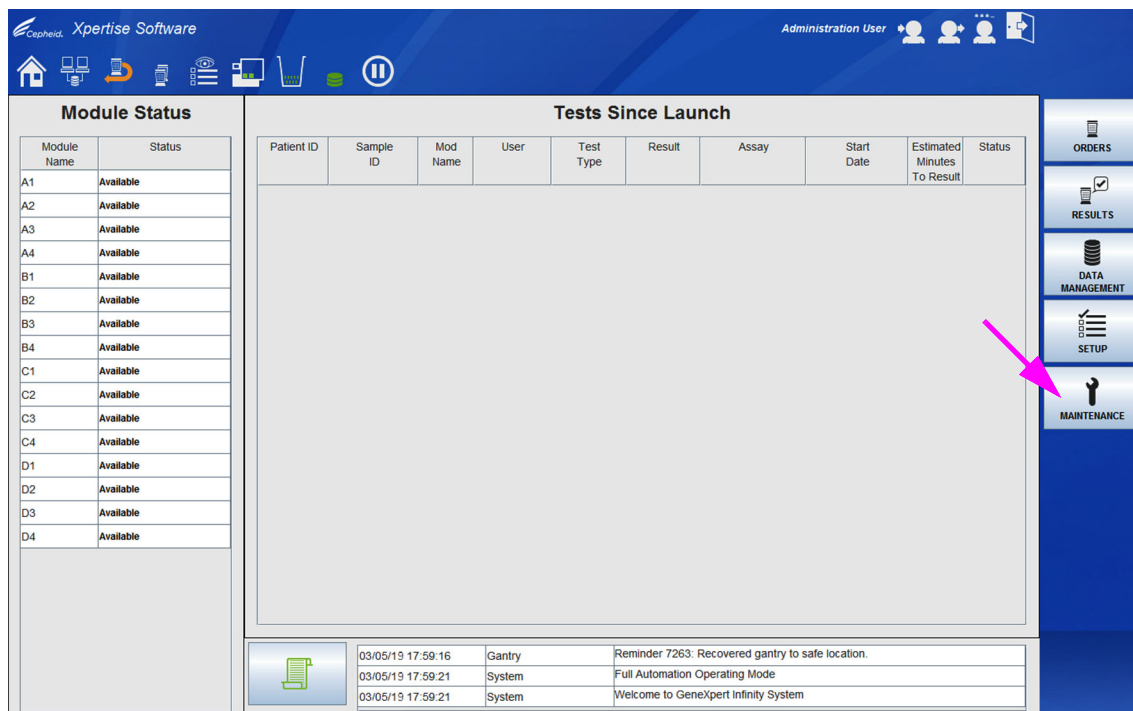 Cepheid. Xpertise Software
Administration User
Module Status
Module Name Status
A1 Available
A2 Available
A3 Available
A4 Available
B1 Available
B2 Available
B3 Available
B4 Available
C1 Available
C2 Available
C3 Available
C4 Available
D1 Available
D2 Available
D3 Available
D4 Available
Tests Since Launch
Patient ID Sample ID Mod Name User Test Type Result Assay Start Date Estimated Minutes To Result Status
03/05/19 17:59:16 Gantry Reminder 7263: Recovered gantry to safe location.
03/05/19 17:59:21 System Full Automation Operating Mode
03/05/19 17:59:21 System Welcome to GeneXpert Infinity System
ORDERS
RESULTS
DATA
MANAGEMENT
SETUP
MAINTENANCE